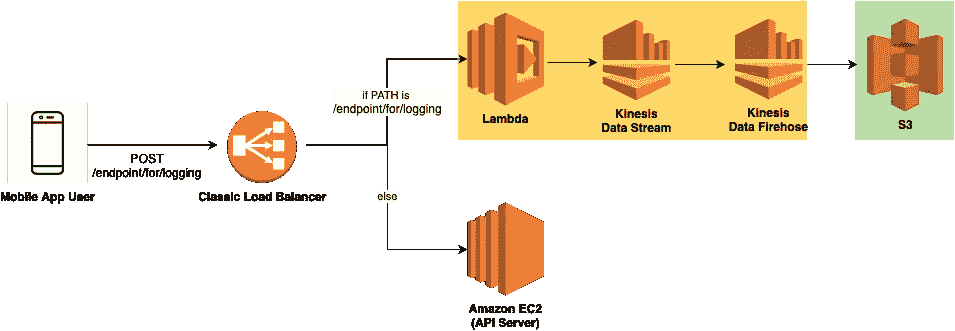 if PATH is
/endpoint/for/logging
Lambda
Kinesis
Data Stream
Kinesis
Data Firehose
S3
POST
/endpoint/for/logging
Mobile App User
Classic Load Balancer
else
Amazon EC2
(API Server)